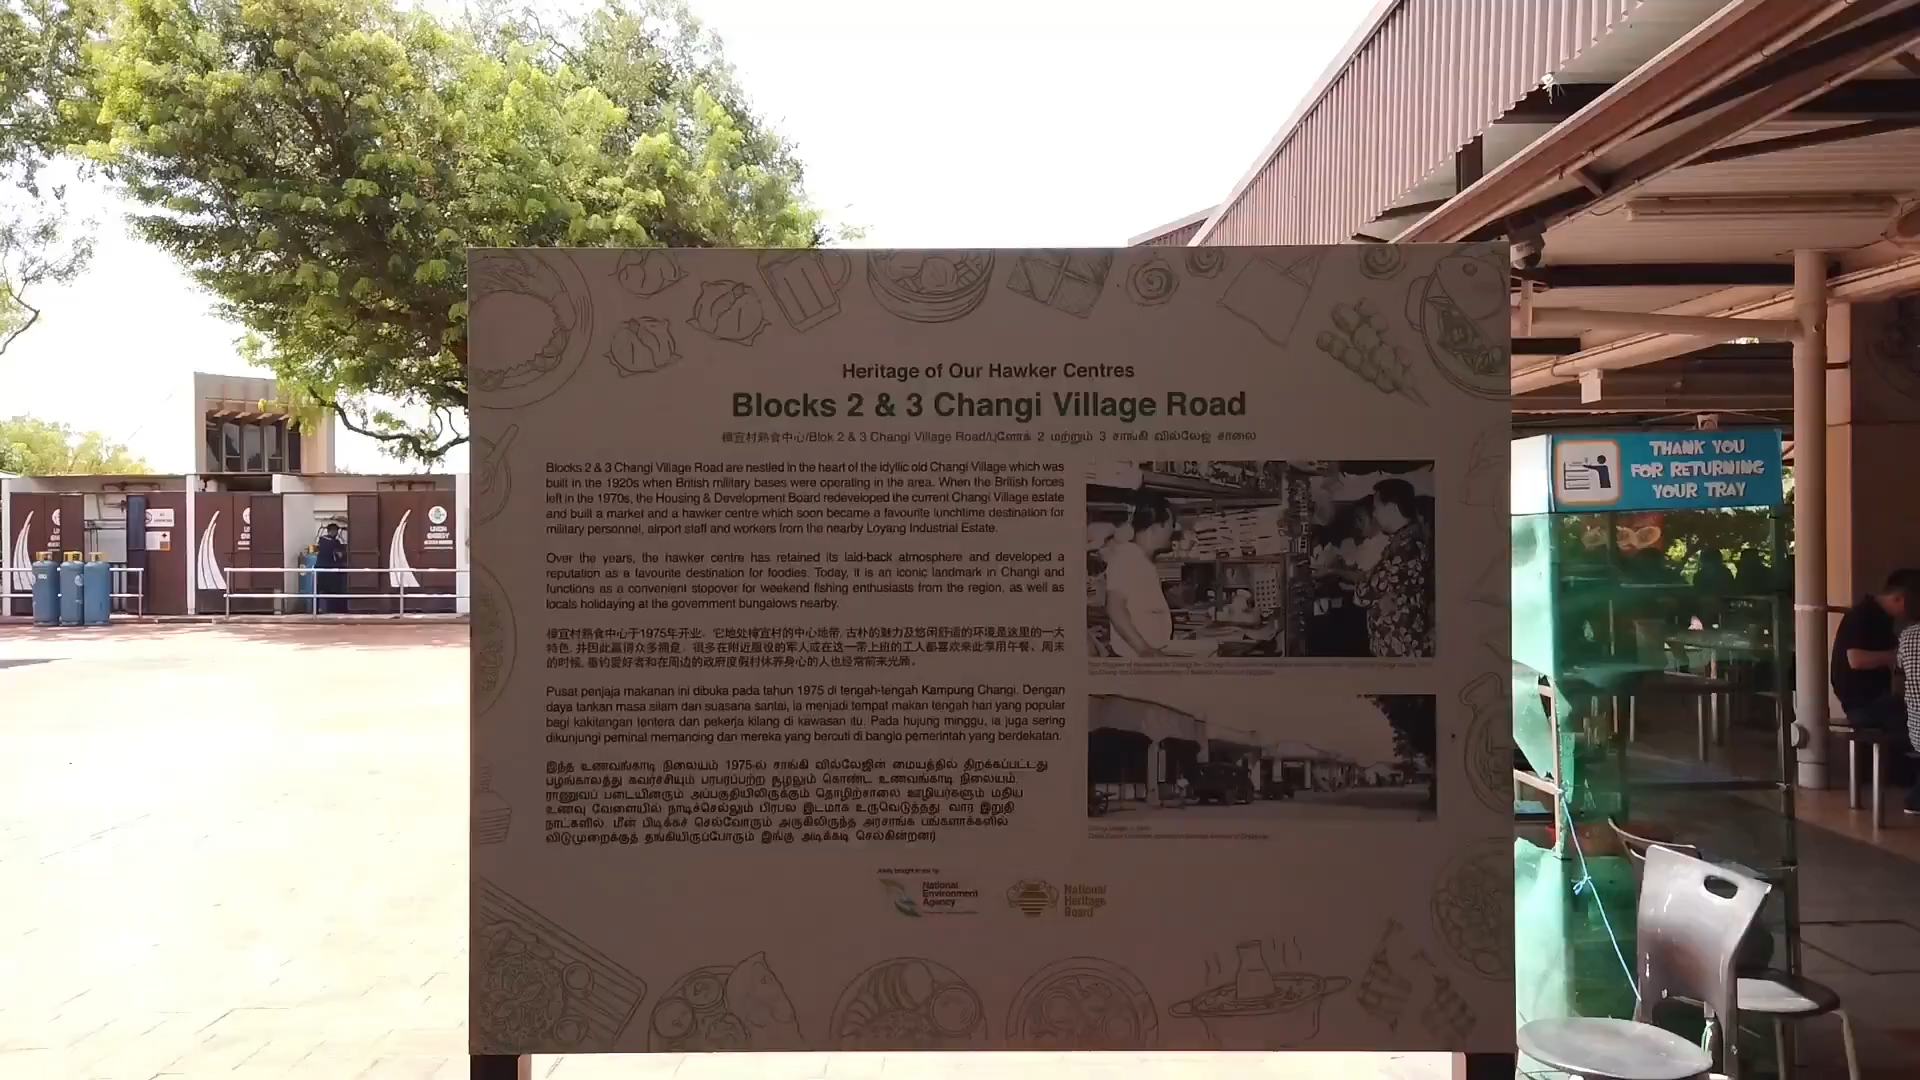 Heritage of Our Hawker Centres
Blocks 2 & 3 Changi Village Road
樟宜村熟食中心/Blok 2 & 3 Changi Village Road/புளோக் 2 மற்றும் 3 சாங்கி வில்லேஜ் சாலை
Blocks 2 & 3 Changi Village Road are nestled in the heart of the idyllic old Changi Village which was
built in the 1920s when British military bases were operating in the area. When the British forces
left in the 1970s, the Housing & Development Board redeveloped the current Changi Village estate
and built a market and a hawker centre which soon became a favourite lunchtime destination for
military personnel, airport staff and workers from the nearby Loyang Industrial Estate.
Over the years, the hawker centre has retained its laid-back atmosphere and developed a
reputation as a favourite destination for foodies. Today, it is an iconic landmark in Changi and
functions as a convenient stopover for weekend fishing enthusiasts from the region, as well as
locals holidaying at the government bungalows nearby.
樟宜村熟食中心于1975年开业。它地处樟宜村的中心地带，古朴的魅力及悠闲舒适的环境是这里的一大
特色，并因此赢得众多拥趸。很多在附近服役的军人或在这一带上班的工人都喜欢来此享用午餐。周末
的时候，垂钓爱好者和在周边的政府度假村休养身心的人也经常前来光顾。
Pusat penjaja makanan ini dibuka pada tahun 1975 di tengah-tengah Kampung Changi. Dengan
daya tarikan masa silam dan suasana santai, ia menjadi tempat makan tengah hari yang popular
bagi kakitangan tentera dan pekerja kilang di kawasan itu. Pada hujung minggu, ia juga sering
dikunjungi peminat memancing dan mereka yang bercuti di banglo pemerintah yang berdekatan.
இந்த உணவங்காடி நிலையம் 1975-ல் சாங்கி வில்லேஜின் மையத்தில் திறக்கப்பட்டது
பழங்காலத்து கவர்ச்சியும் பரபரப்பற்ற சூழலும் கொண்ட உணவங்காடி நிலையம்,
ராணுவப் படையினரும் அப்பகுதியிலிருக்கும் தொழிற்சாலை ஊழியர்களும் மதிய
உணவு வேளையில் நாடிச்செல்லும் பிரபல இடமாக உருவெடுத்தது. வார இறுதி
நாட்களில், மீன் பிடிக்கச் செல்வோரும் அருகிலிருந்த அரசாங்க பங்களாக்களில்
விடுமுறைக்குத் தங்கியிருப்போரும் இங்கு அடிக்கடி செல்கின்றனர்
Jointly brought to you by
National
Environment
Agency
National
Heritage
Board
THANK YOU
FOR RETURNING
YOUR TRAY
UNION
ENERGY